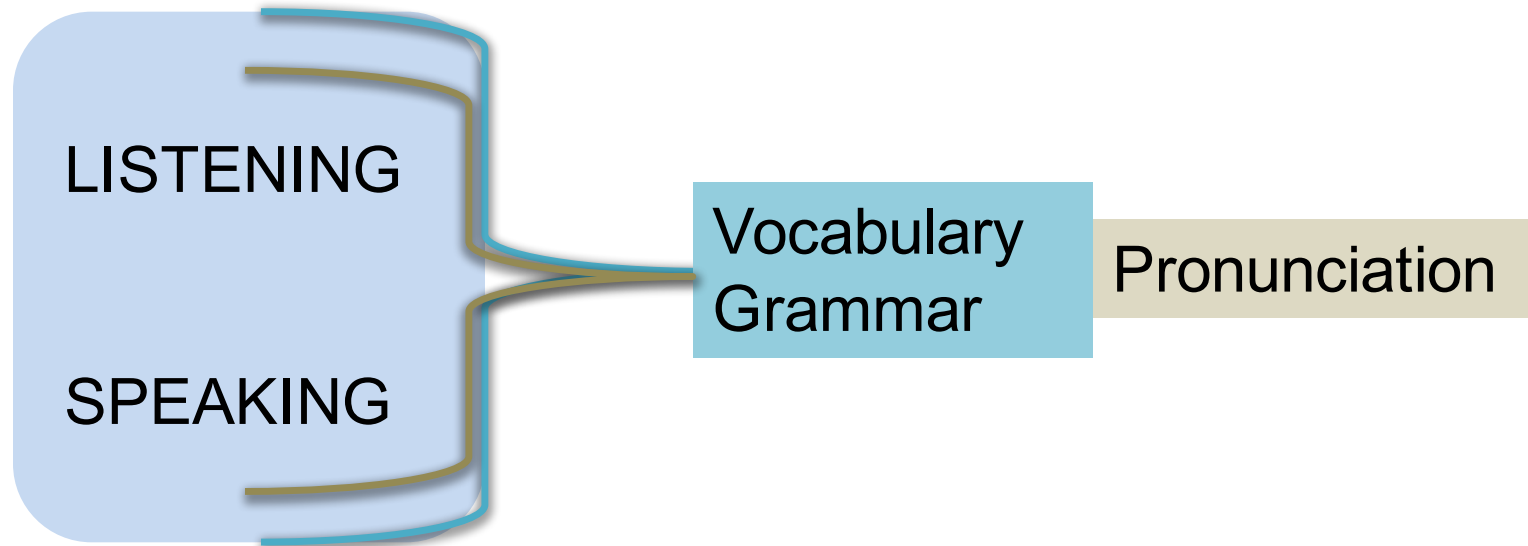 LISTENING
SPEAKING
Vocabulary
Grammar
Pronunciation